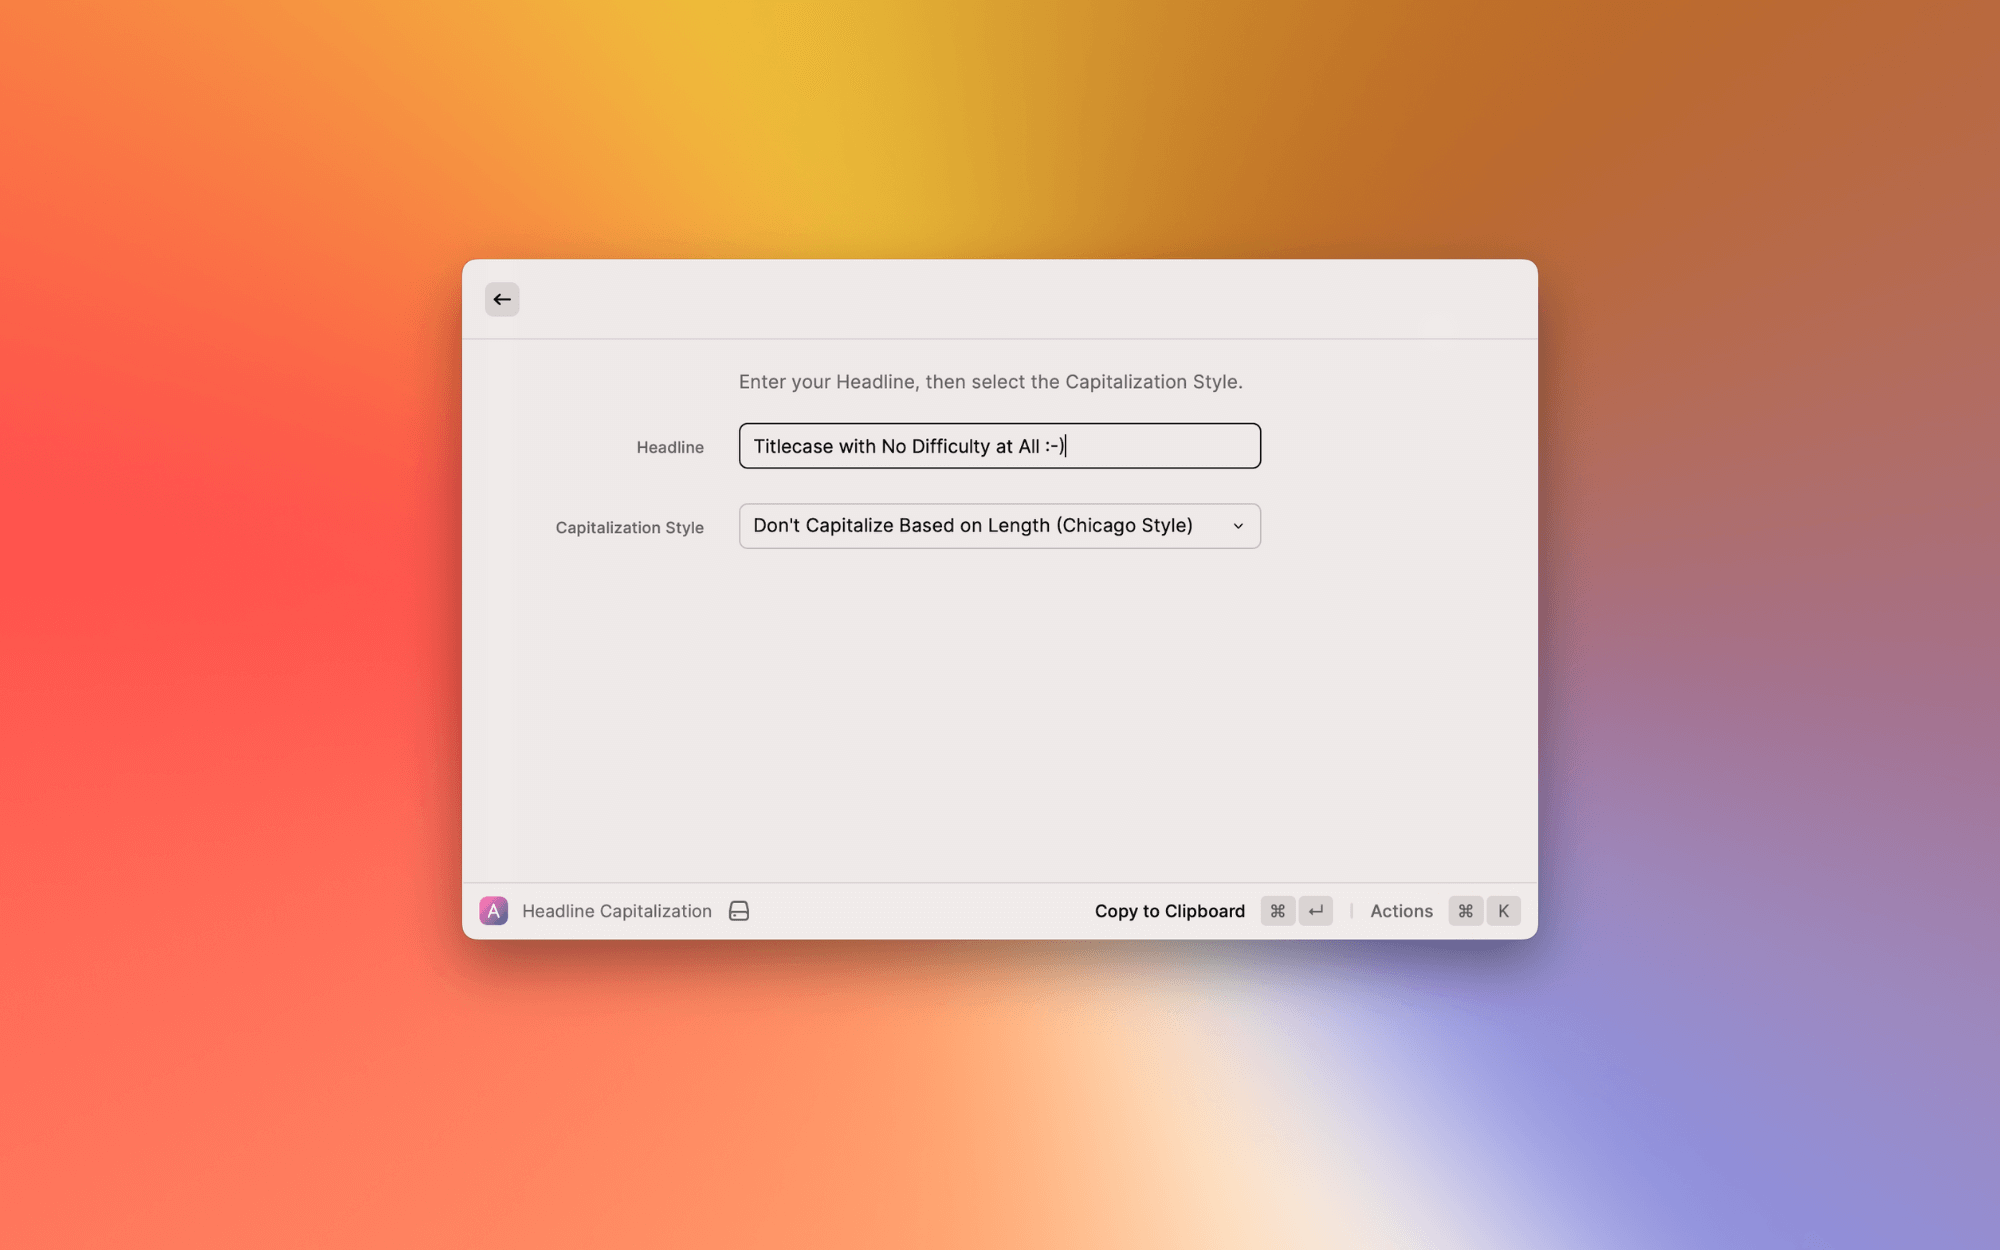 Enter your Headline, then select the Capitalization Style.
Headline
Titlecase with No Difficulty at All :-)
Capitalization Style
Don't Capitalize Based on Length (Chicago Style)
A Headline Capitalization Copy to Clipboard ⌘ ↵ | Actions ⌘ K